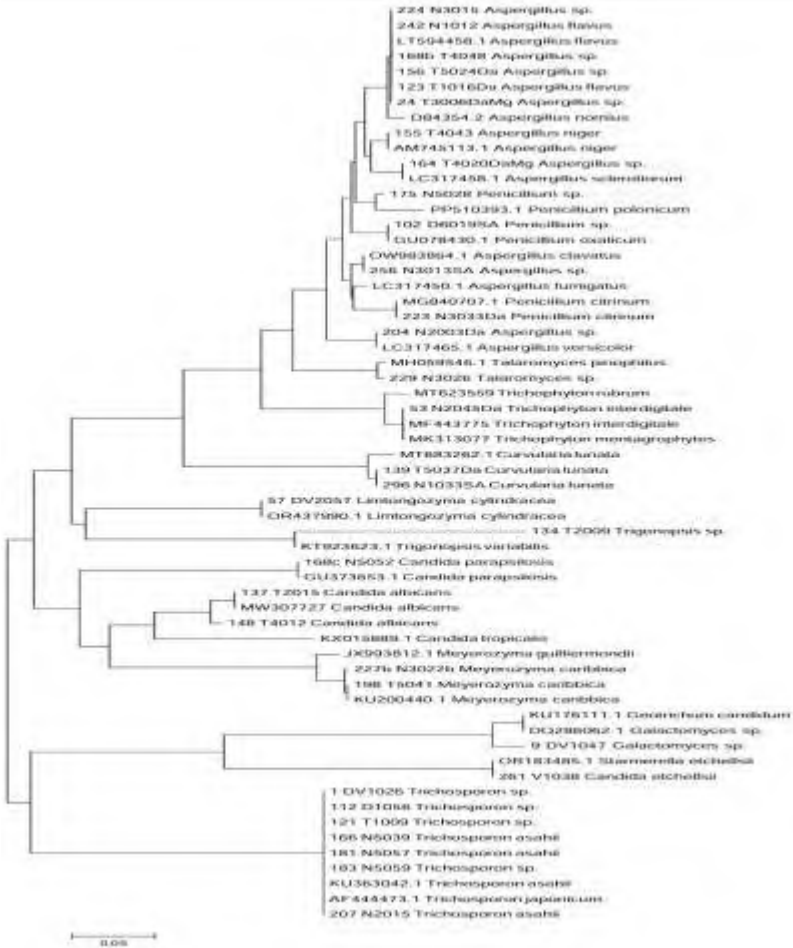 224 N3015 Aspergillus sp.
242 N1012 Aspergillus flavus
LT594458.1 Aspergillus flavus
168b T4048 Aspergillus sp.
156 T5024Da Aspergillus sp.
123 T1016Da Aspergillus flavus
24 T3006DaMg Aspergillus sp.
D84354.2 Aspergillus nomius
155 T4043 Aspergillus niger
AM745113.1 Aspergillus niger
164 T4020DaMg Aspergillus sp.
LC317458.1 Aspergillus sclerotiorum
175 N5028 Penicillium sp.
PP510393.1 Penicillium polonicum
102 D6019SA Penicillium sp.
GU078430.1 Penicillium oxalicum
OW983864.1 Aspergillus clavatus
256 N3013SA Aspergillus sp.
LC317450.1 Aspergillus fumigatus
MG840707.1 Penicillium citrinum
223 N3033Da Penicillium citrinum
204 N2003Da Aspergillus sp.
LC317465.1 Aspergillus versicolor
MH059546.1 Talaromyces pinophilus
229 N3026 Talaromyces sp.
MT623559 Trichophyton rubrum
53 N2045Da Trichophyton interdigitale
MF443775 Trichophyton interdigitale
MK313077 Trichophyton mentagrophytes
MT683262.1 Curvularia lunata
139 T5037Da Curvularia lunata
296 N1033SA Curvularia lunata
57 DV2057 Limtongozyma cylindracea
OR437990.1 Limtongozyma cylindracea
134 T2009 Trigonopsis sp.
KT923623.1 Trigonopsis variabilis
168c N5052 Candida parapsilosis
GU373653.1 Candida parapsilosis
137 T2015 Candida albicans
MW307727 Candida albicans
148 T4012 Candida albicans
KX015889.1 Candida tropicalis
JX993812.1 Meyerozyma guilliermondii
227b N3022b Meyerozyma caribbica
198 T5041 Meyerozyma caribbica
KU200440.1 Meyerozyma caribbica
KU176111.1 Geotrichum candidum
DQ286062.1 Galactomyces sp.
9 DV1047 Galactomyces sp.
OR183485.1 Starmerella etchellsii
261 V1038 Candida etchellsii
1 DV1026 Trichosporon sp.
112 D1058 Trichosporon sp.
121 T1009 Trichosporon sp.
166 N5039 Trichosporon asahii
181 N5057 Trichosporon asahii
183 N5059 Trichosporon sp.
KU363042.1 Trichosporon asahii
AF444473.1 Trichosporon japonicum
207 N2015 Trichosporon asahii
0.05